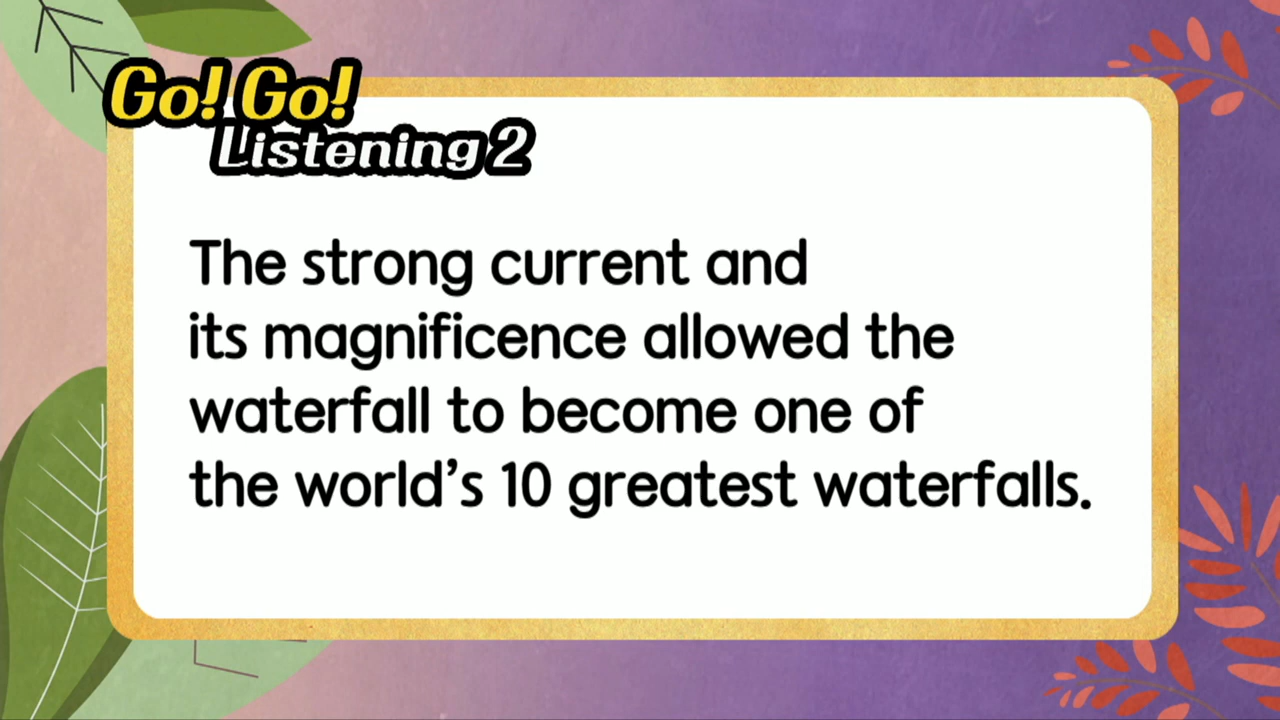 Go! Go!
Listening 2
The strong current and
its magnificence allowed the
waterfall to become one of
the world’s 10 greatest waterfalls.